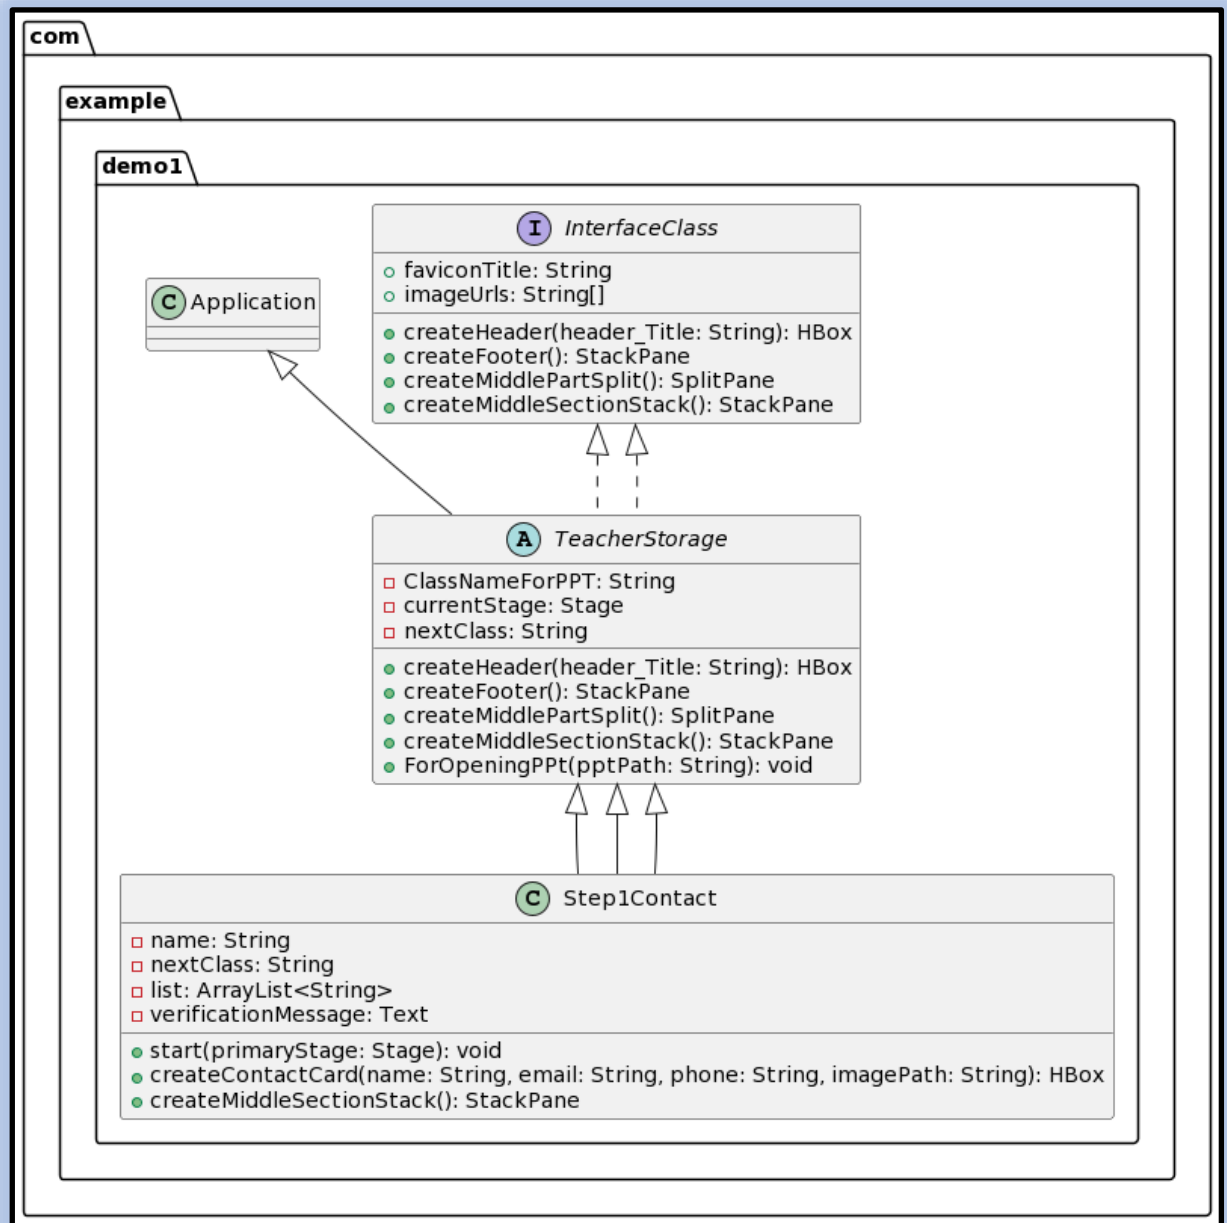 com
example
demo1
I InterfaceClass
faviconTitle: String
imageUrls: String[]
createHeader(header_Title: String): HBox
createFooter(): StackPane
createMiddlePartSplit(): SplitPane
createMiddleSectionStack(): StackPane
C Application
A TeacherStorage
ClassNameForPPT: String
currentStage: Stage
nextClass: String
createHeader(header_Title: String): HBox
createFooter(): StackPane
createMiddlePartSplit(): SplitPane
createMiddleSectionStack(): StackPane
ForOpeningPPt(pptPath: String): void
C Step1Contact
name: String
nextClass: String
list: ArrayList<String>
verificationMessage: Text
start(primaryStage: Stage): void
createContactCard(name: String, email: String, phone: String, imagePath: String): HBox
createMiddleSectionStack(): StackPane